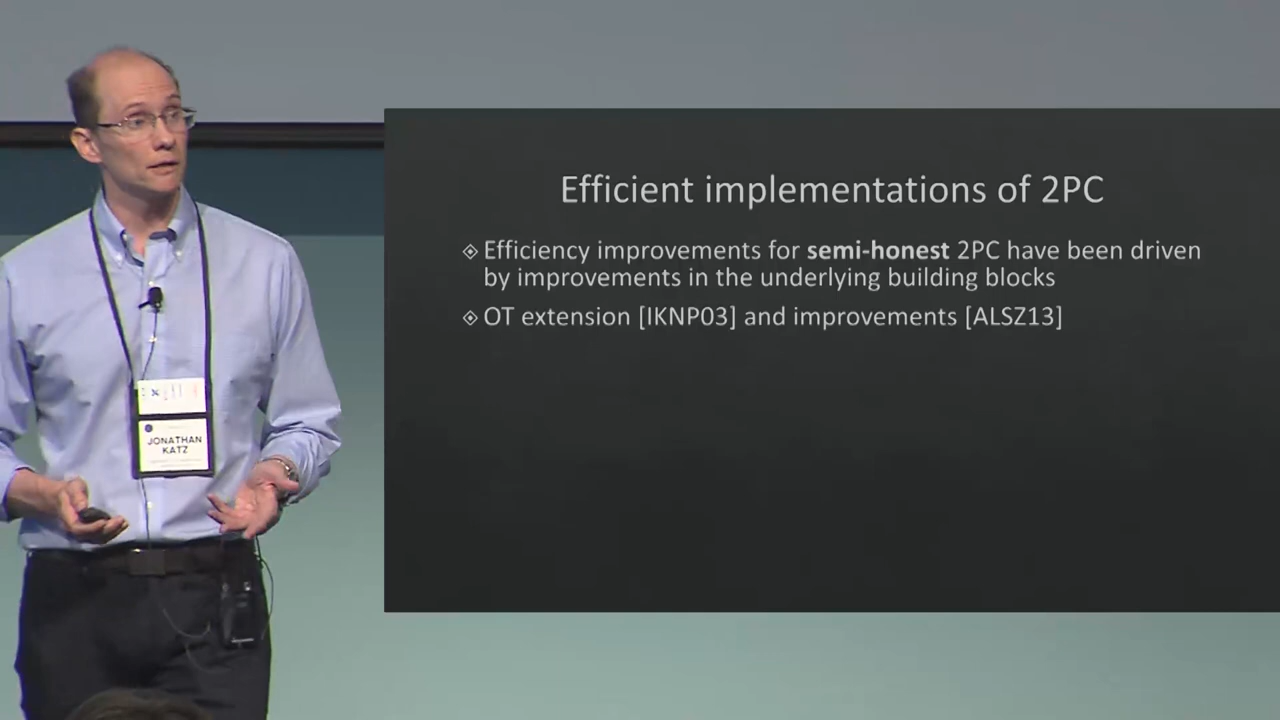 Efficient implementations of 2PC
Efficiency improvements for semi-honest 2PC have been driven
by improvements in the underlying building blocks
OT extension [IKNP03] and improvements [ALSZ13]
JONATHAN
KATZ